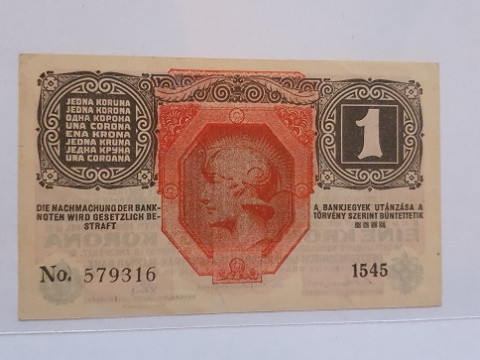 JEDNA KORUNA
JEDNA KORONA
ОДНА КОРОНА
UNA CORONA
ENA KRONA
JEDNA KRUNA
ЈЕДНА КРУНА
UNA COROANA
1
DIE NACHMACHUNG DER BANK-
NOTEN WIRD GESETZLICH BE-
STRAFT
A BANKJEGYEK UTÁNZÁSA A
TÖRVÉNY SZERINT BÜNTETTETIK
No. 579316
1545